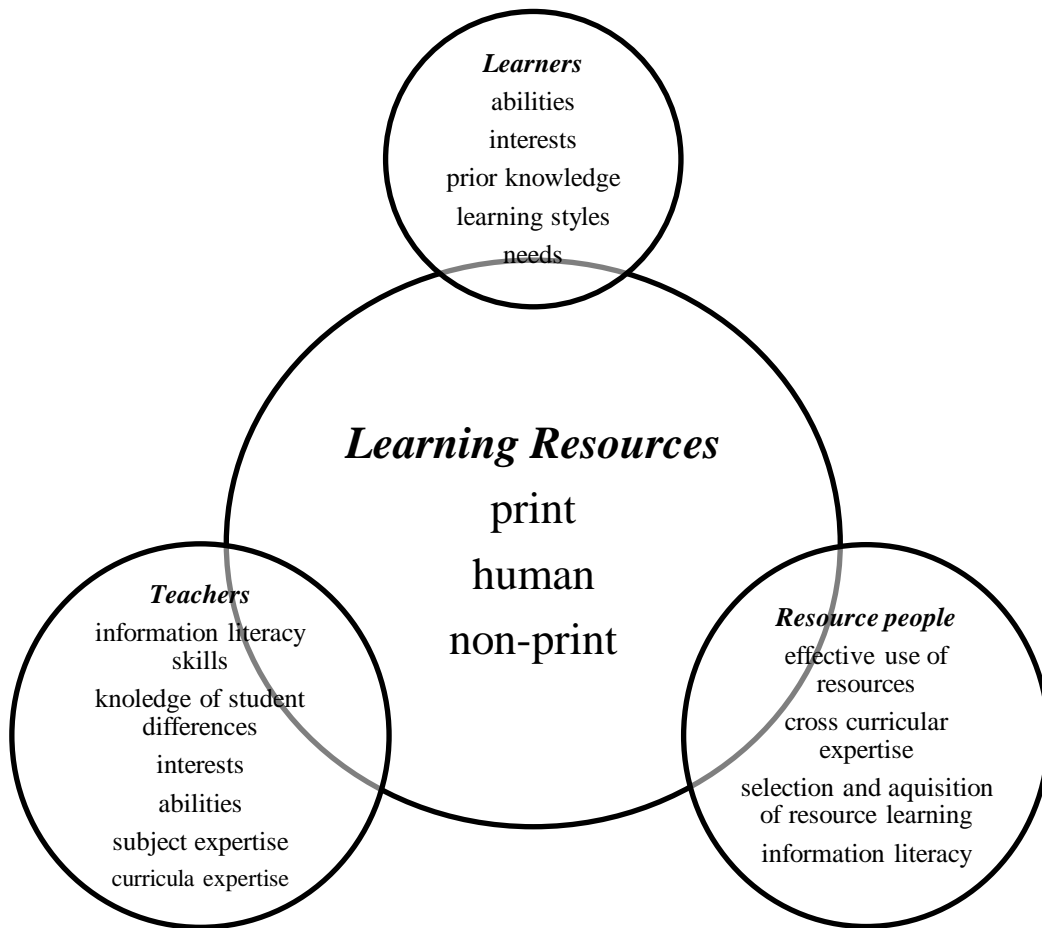 Learners
abilities
interests
prior knowledge
learning styles
needs
Learning Resources
print
human
non-print
Teachers
information literacy
skills
knoledge of student
differences
interests
abilities
subject expertise
curricula expertise
Resource people
effective use of
resources
cross curricular
expertise
selection and aquisition
of resource learning
information literacy